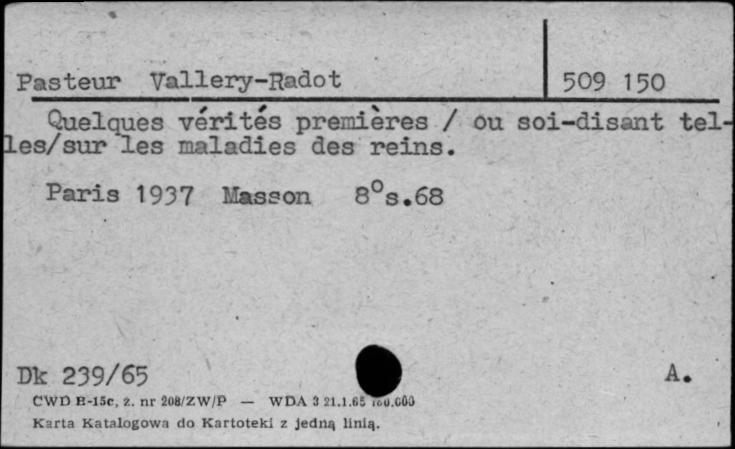 Pasteur Vallery-Radot
509 150
Quelques vérités premières / ou soi-disant tel-
les/sur les maladies des reins.
Paris 1937 Masson 8°s.68
Dk 239/65
A.
CWD B-15c, z. nr 208/ZW/P — WDA 3 21.1.65
Karta Katalogowa do Kartoteki z jedną linią.